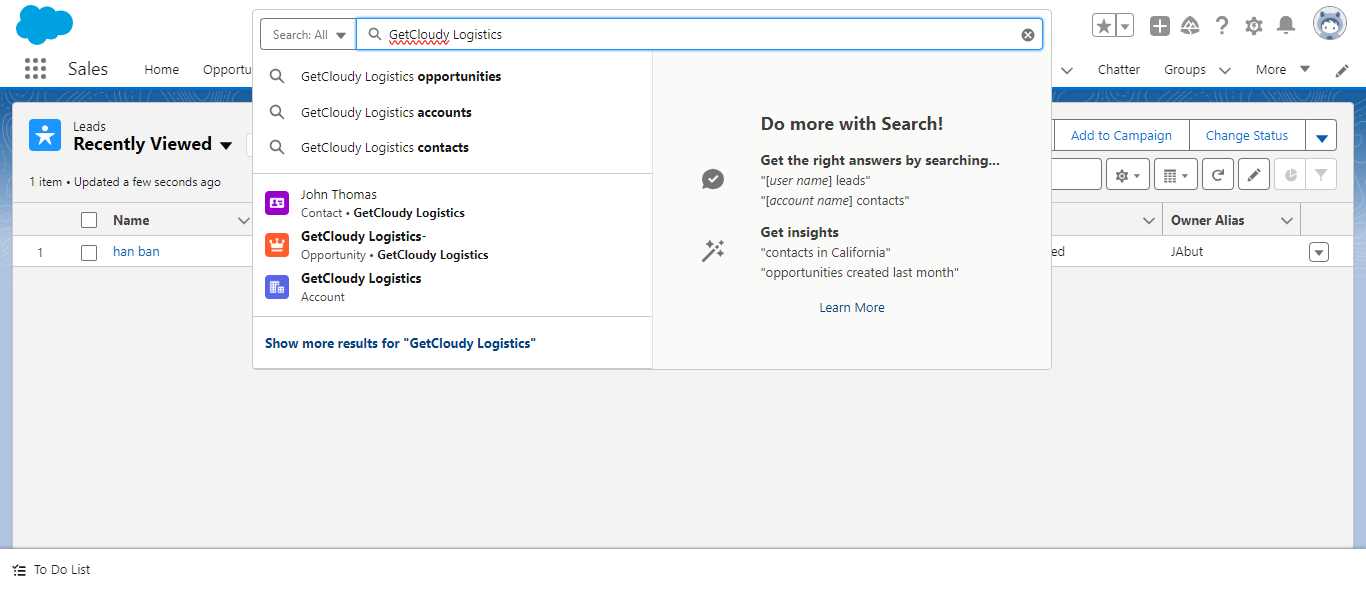 Search: All
GetCloudy Logistics
Sales
Home
Opportu
Chatter
Groups
More
GetCloudy Logistics opportunities
GetCloudy Logistics accounts
GetCloudy Logistics contacts
John Thomas
Contact • GetCloudy Logistics
GetCloudy Logistics-
Opportunity • GetCloudy Logistics
GetCloudy Logistics
Account
Show more results for "GetCloudy Logistics"
Do more with Search!
Get the right answers by searching...
"[user name] leads"
"[account name] contacts"
Get insights
"contacts in California"
"opportunities created last month"
Learn More
Leads
Recently Viewed
Add to Campaign
Change Status
1 item • Updated a few seconds ago
Name
Owner Alias
1
han ban
ed
JAbut
To Do List